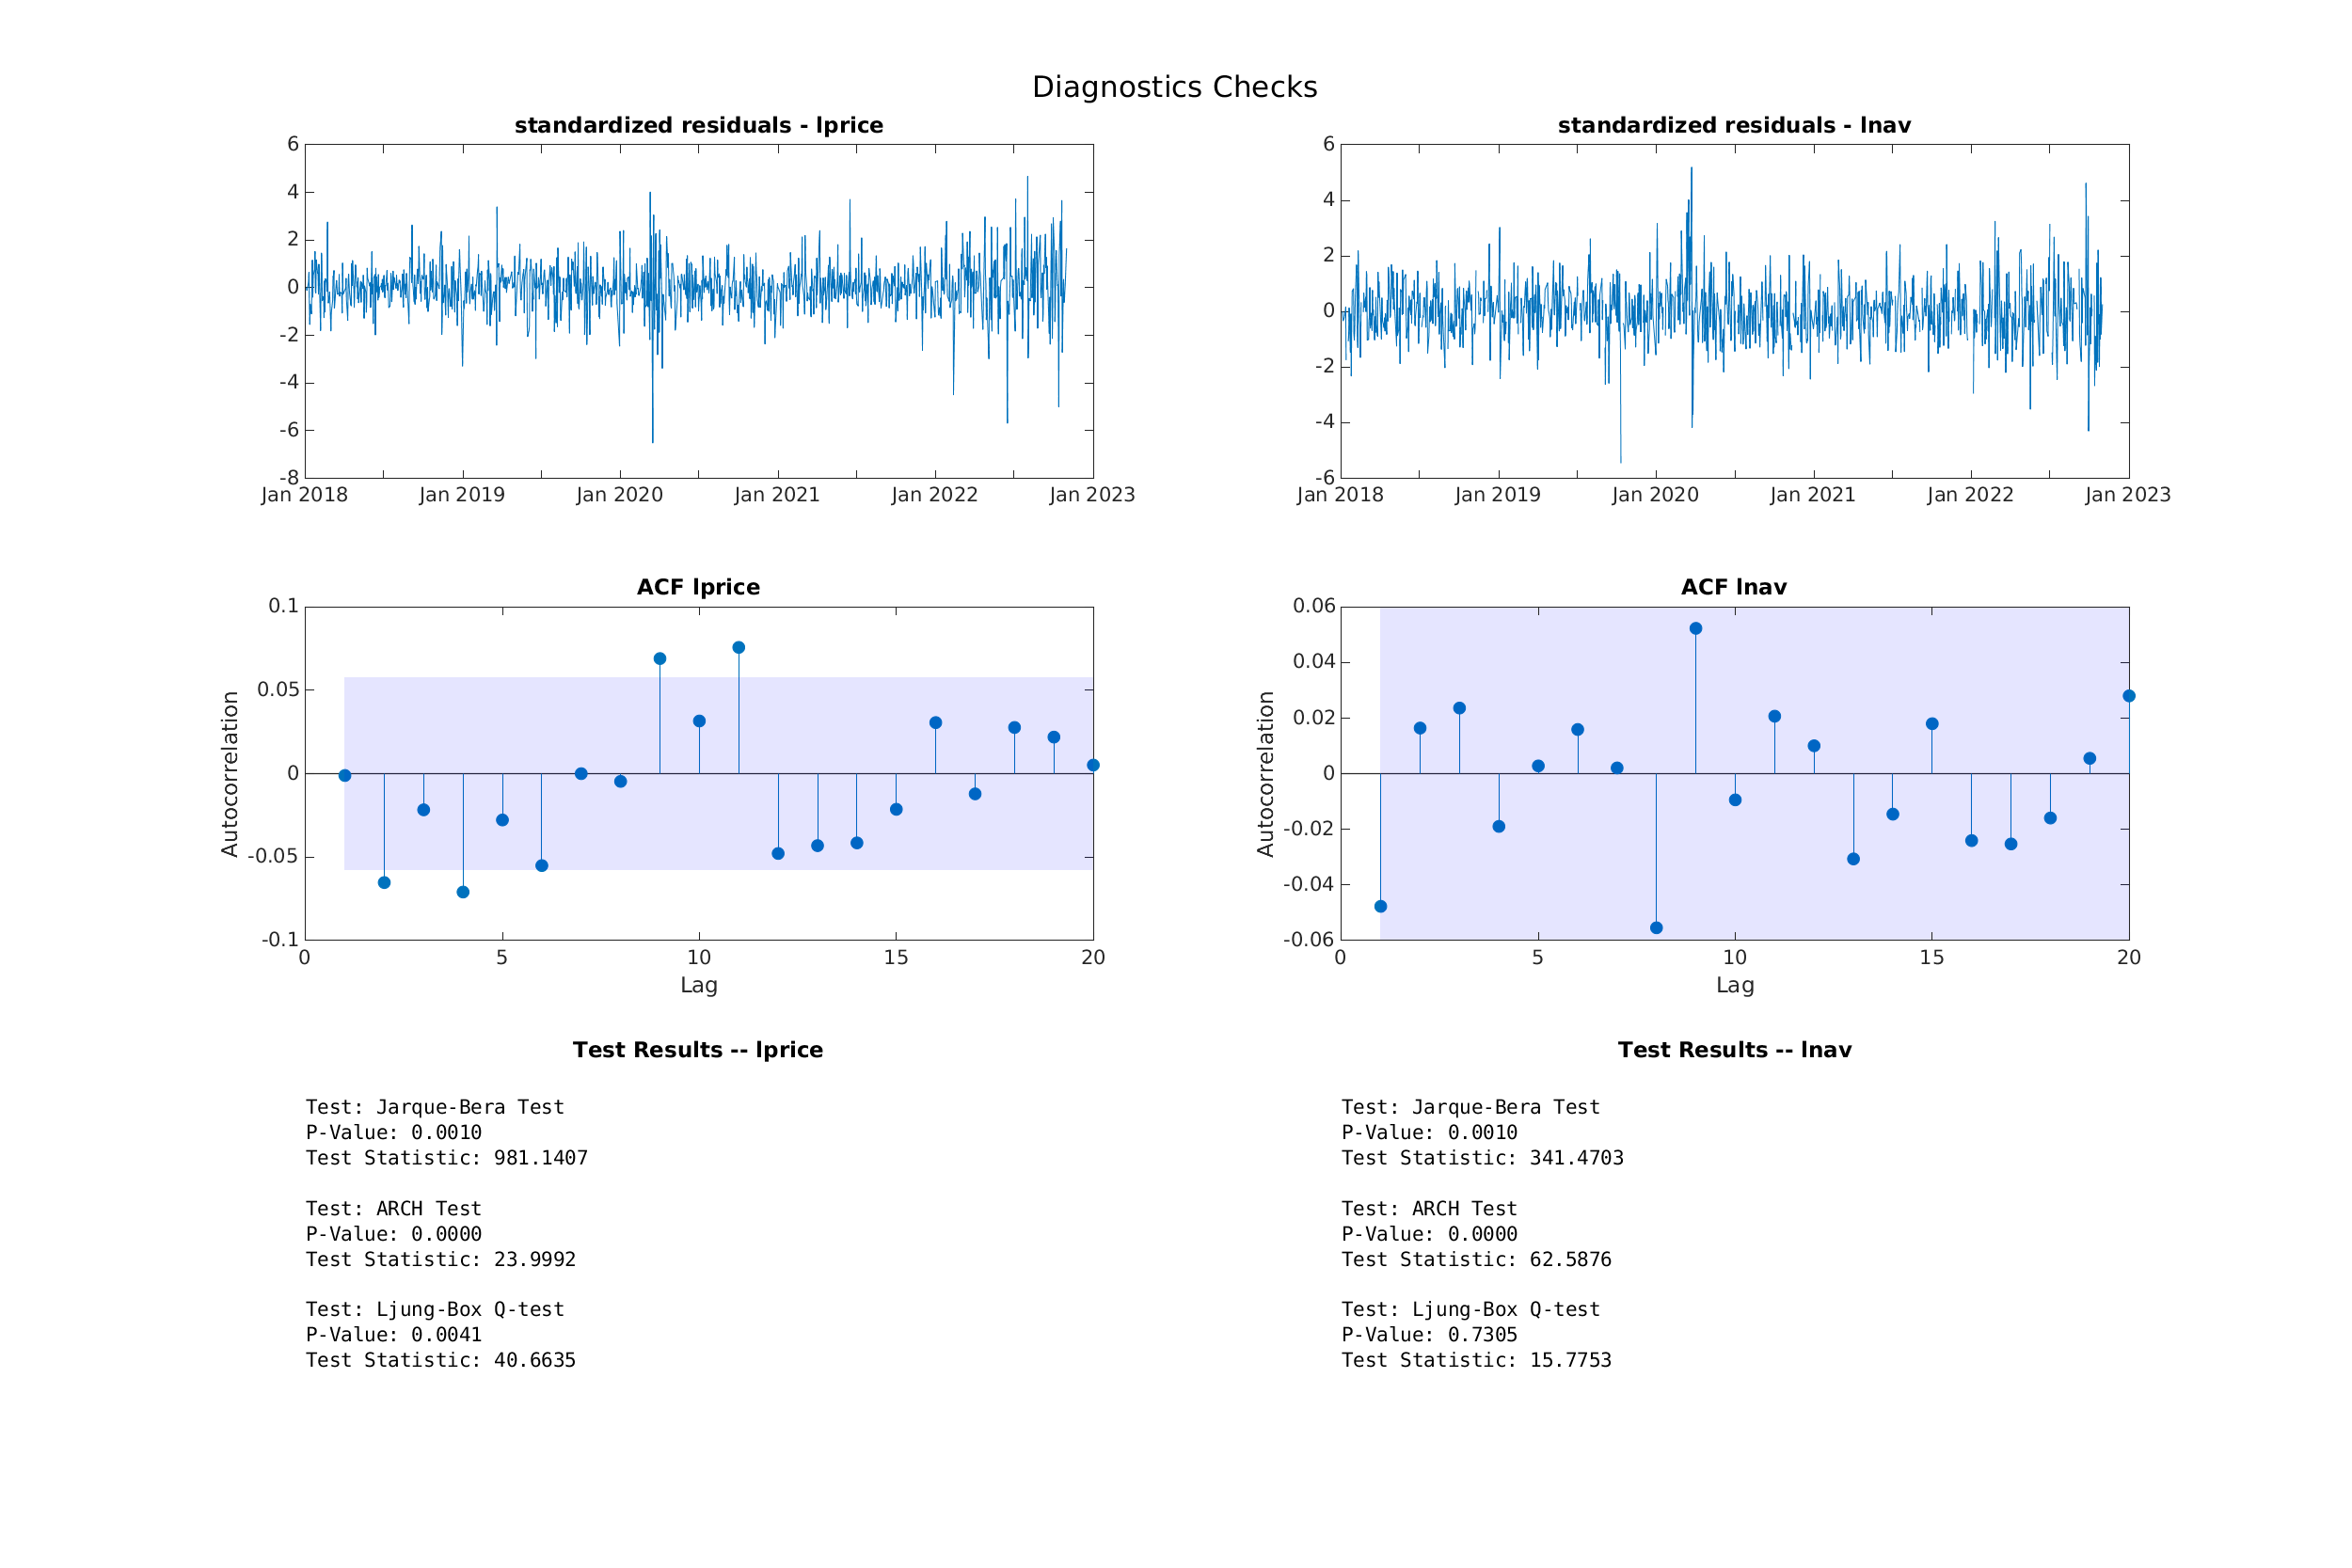 Diagnostics Checks
standardized residuals - lprice
6
4
2
0
-2
-4
-6
-8
Jan 2018 Jan 2019 Jan 2020 Jan 2021 Jan 2022 Jan 2023
standardized residuals - lnav
6
4
2
0
-2
-4
-6
Jan 2018 Jan 2019 Jan 2020 Jan 2021 Jan 2022 Jan 2023
ACF lprice
Autocorrelation
0.1
0.05
0
-0.05
-0.1
0 5 10 15 20
Lag
ACF lnav
Autocorrelation
0.06
0.04
0.02
0
-0.02
-0.04
-0.06
0 5 10 15 20
Lag
Test Results -- lprice
Test: Jarque-Bera Test
P-Value: 0.0010
Test Statistic: 981.1407
Test: ARCH Test
P-Value: 0.0000
Test Statistic: 23.9992
Test: Ljung-Box Q-test
P-Value: 0.0041
Test Statistic: 40.6635
Test Results -- lnav
Test: Jarque-Bera Test
P-Value: 0.0010
Test Statistic: 341.4703
Test: ARCH Test
P-Value: 0.0000
Test Statistic: 62.5876
Test: Ljung-Box Q-test
P-Value: 0.7305
Test Statistic: 15.7753